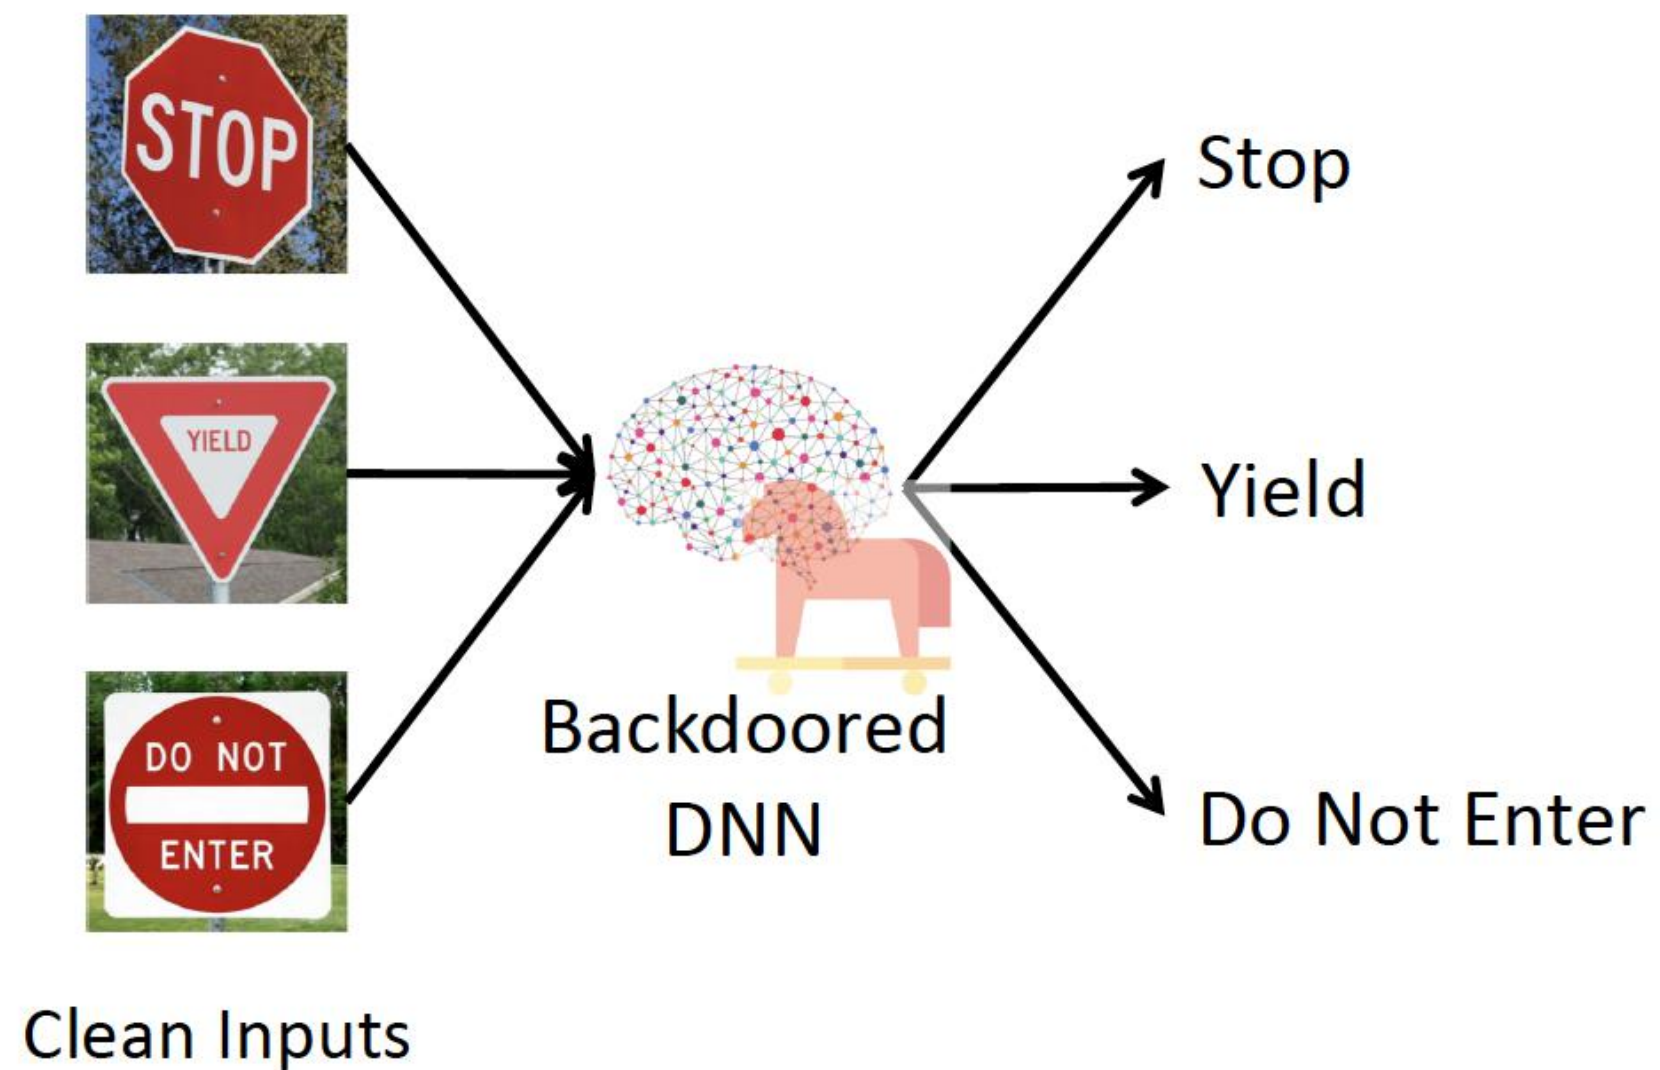 STOP
YIELD
DO NOT
ENTER
Clean Inputs
Backdoored
DNN
Stop
Yield
Do Not Enter